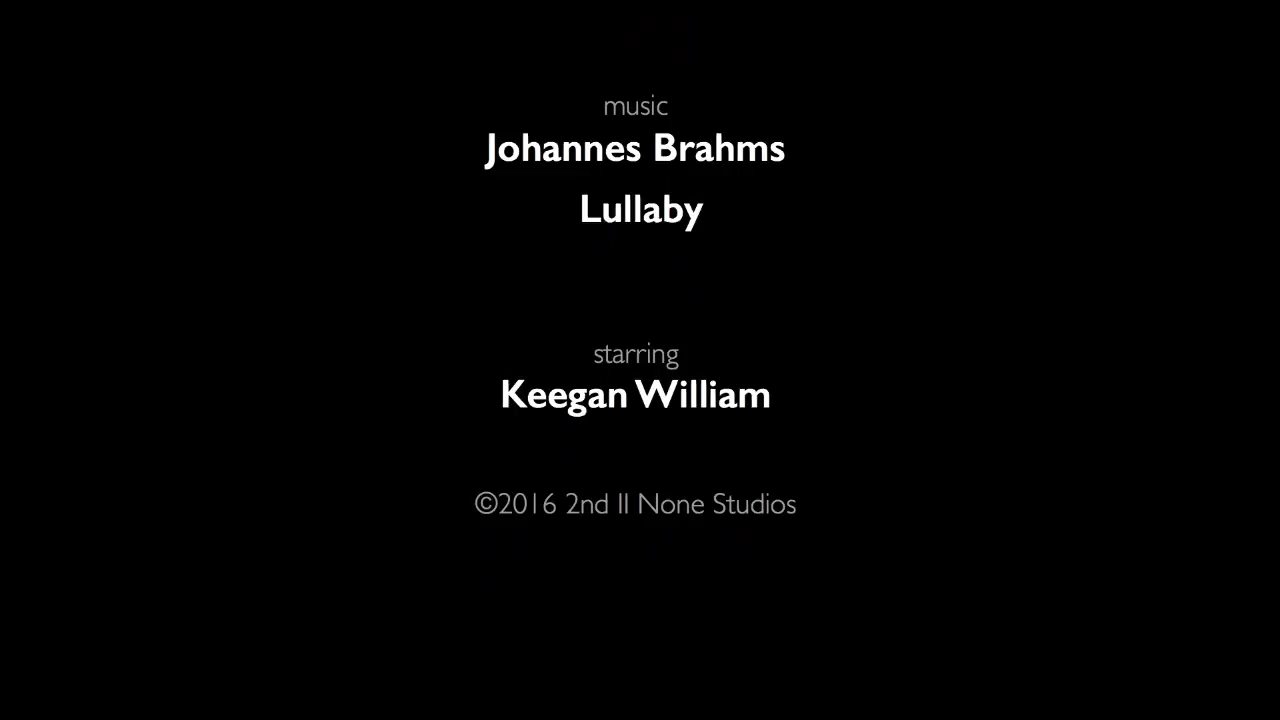 music
Johannes Brahms
Lullaby
starring
Keegan William
©2016 2nd II None Studios